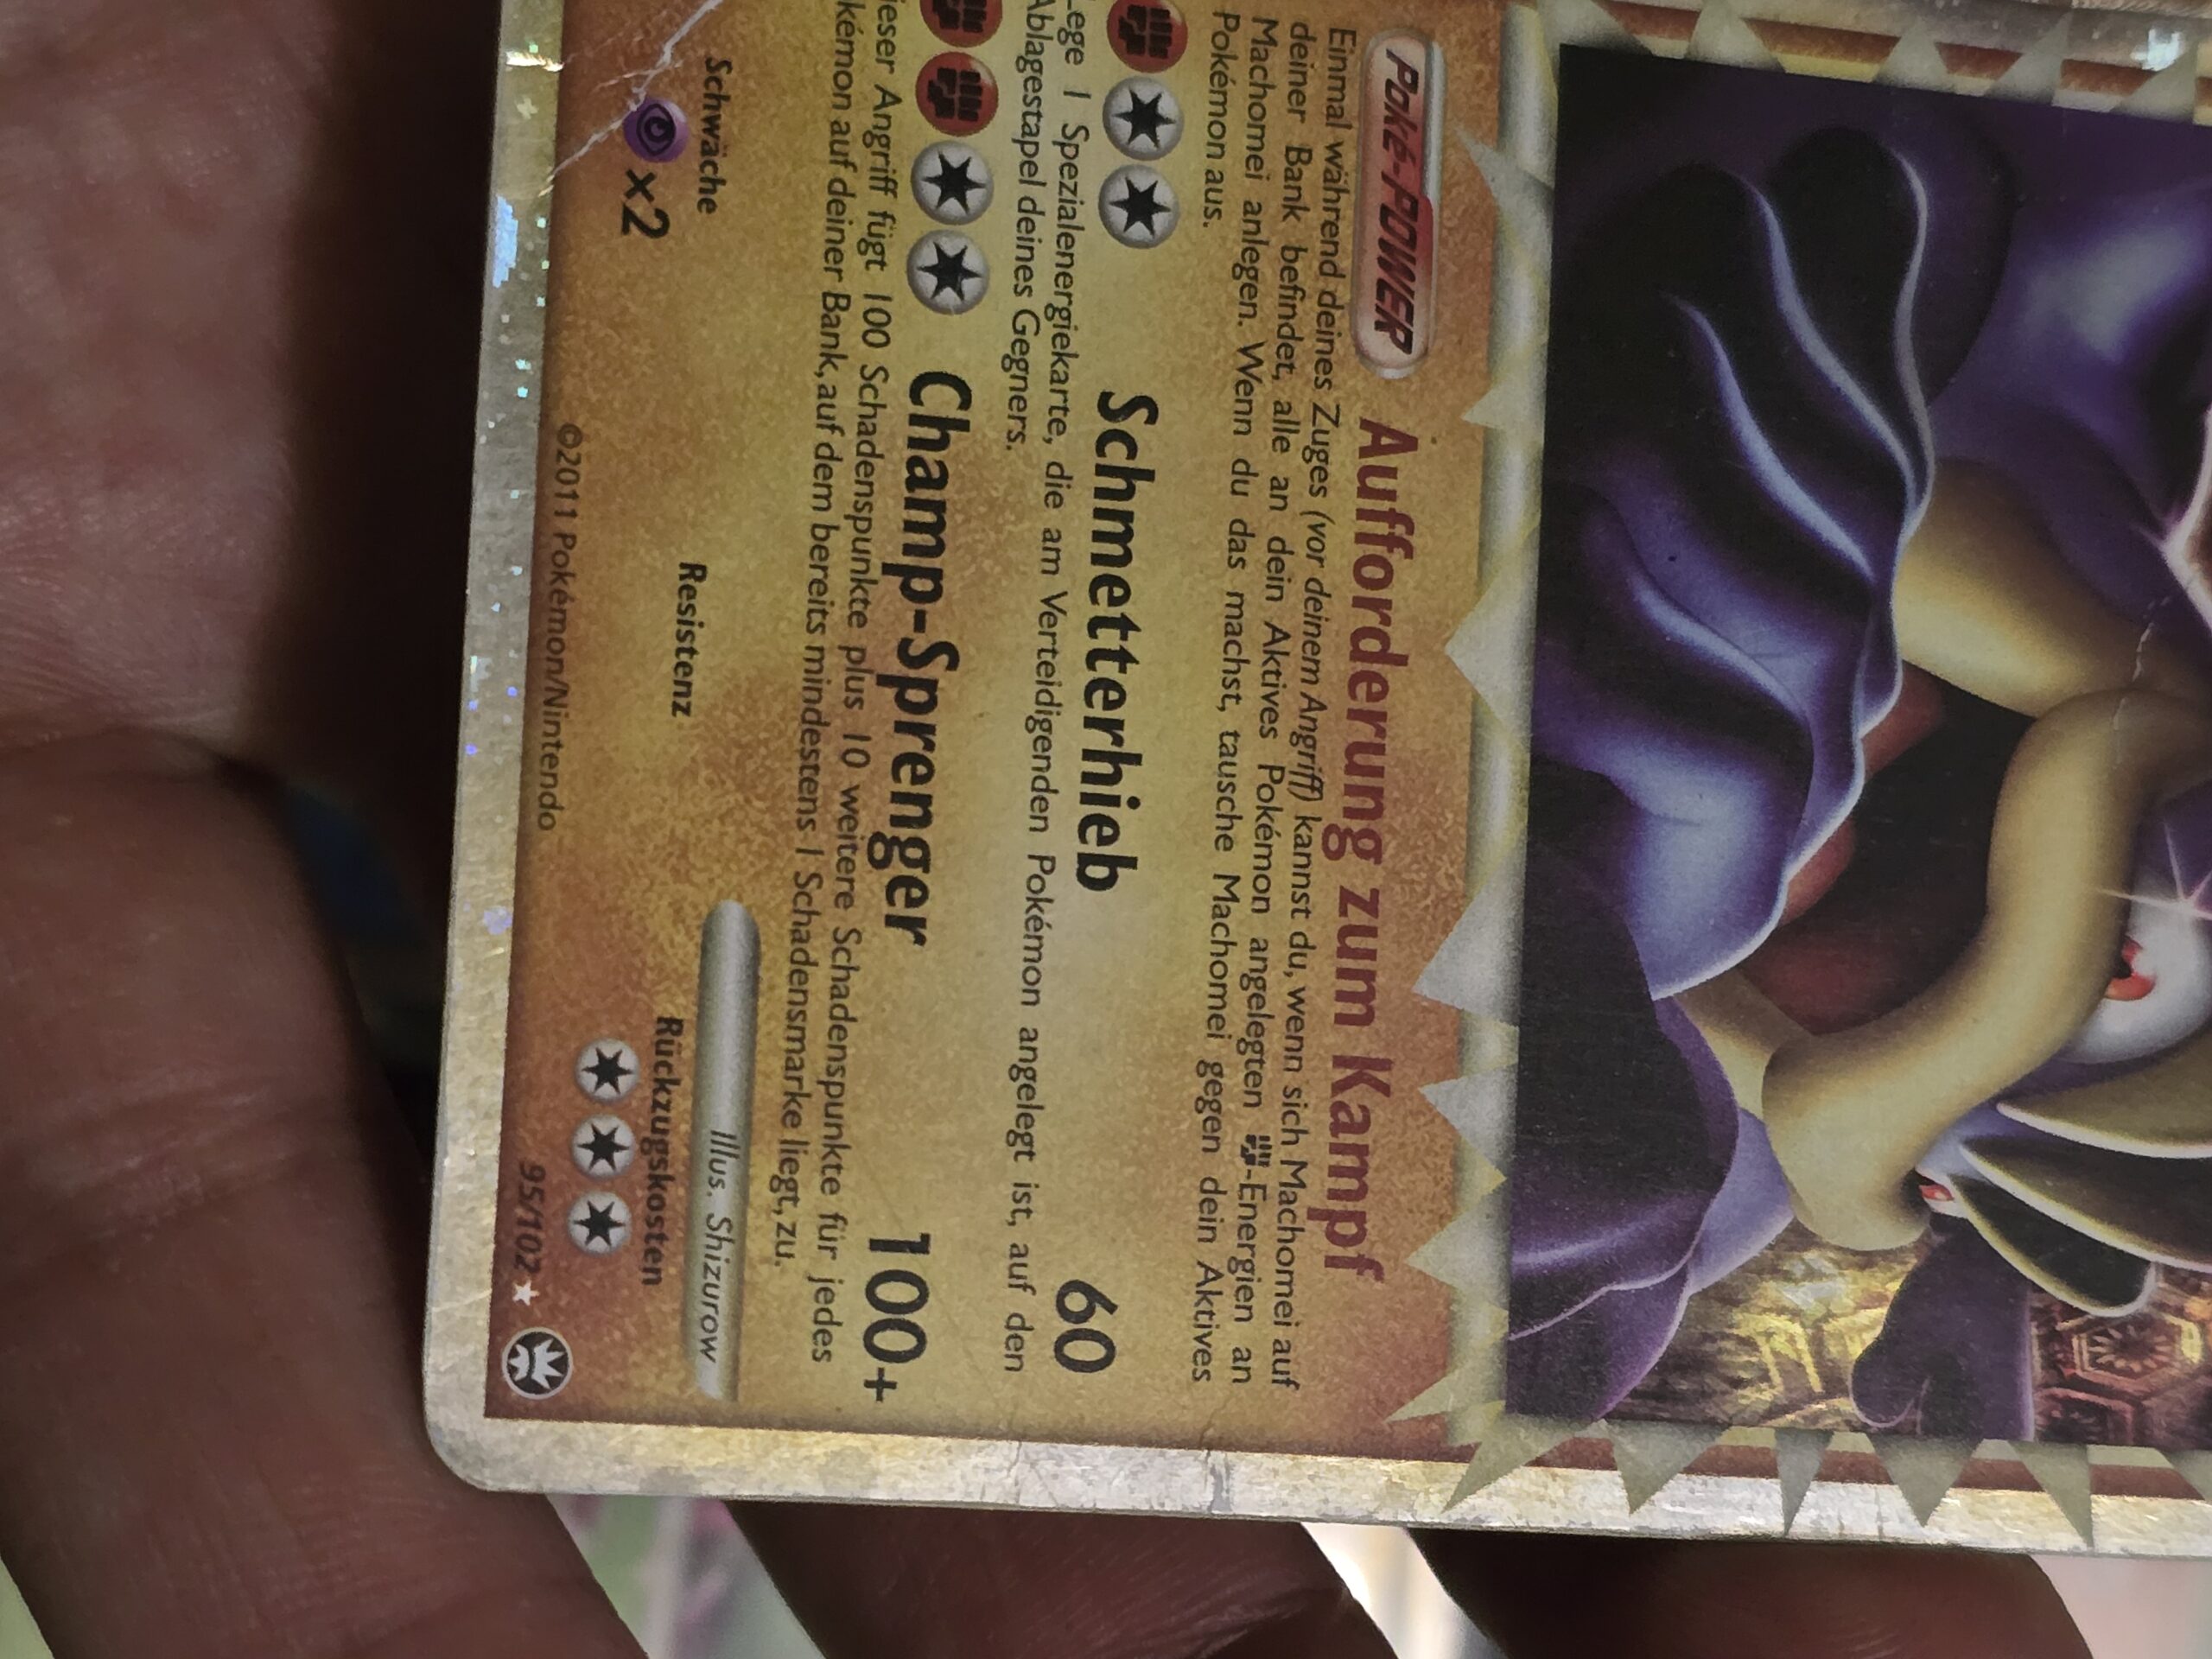 Poké-POWER Aufforderung zum Kampf
Einmal während deines Zuges (vor deinem Angriff) kannst du, wenn sich Machomei auf
deiner Bank befindet, alle an dein Aktives Pokémon angelegten -Energien an
Machomei anlegen. Wenn du das machst, tausche Machomei gegen dein Aktives
Pokémon aus.
Schmetterhieb 60
Lege 1 Spezialenergiekarte, die am Verteidigenden Pokémon angelegt ist, auf den
Ablagestapel deines Gegners.
Champ-Sprenger 100+
ieser Angriff fügt 100 Schadenspunkte plus 10 weitere Schadenspunkte für jedes
kémon auf deiner Bank, auf dem bereits mindestens 1 Schadensmarke liegt, zu.
Illus. Shizurow
Schwäche Resistenz Rückzugskosten
×2
©2011 Pokémon/Nintendo 95/102 ★